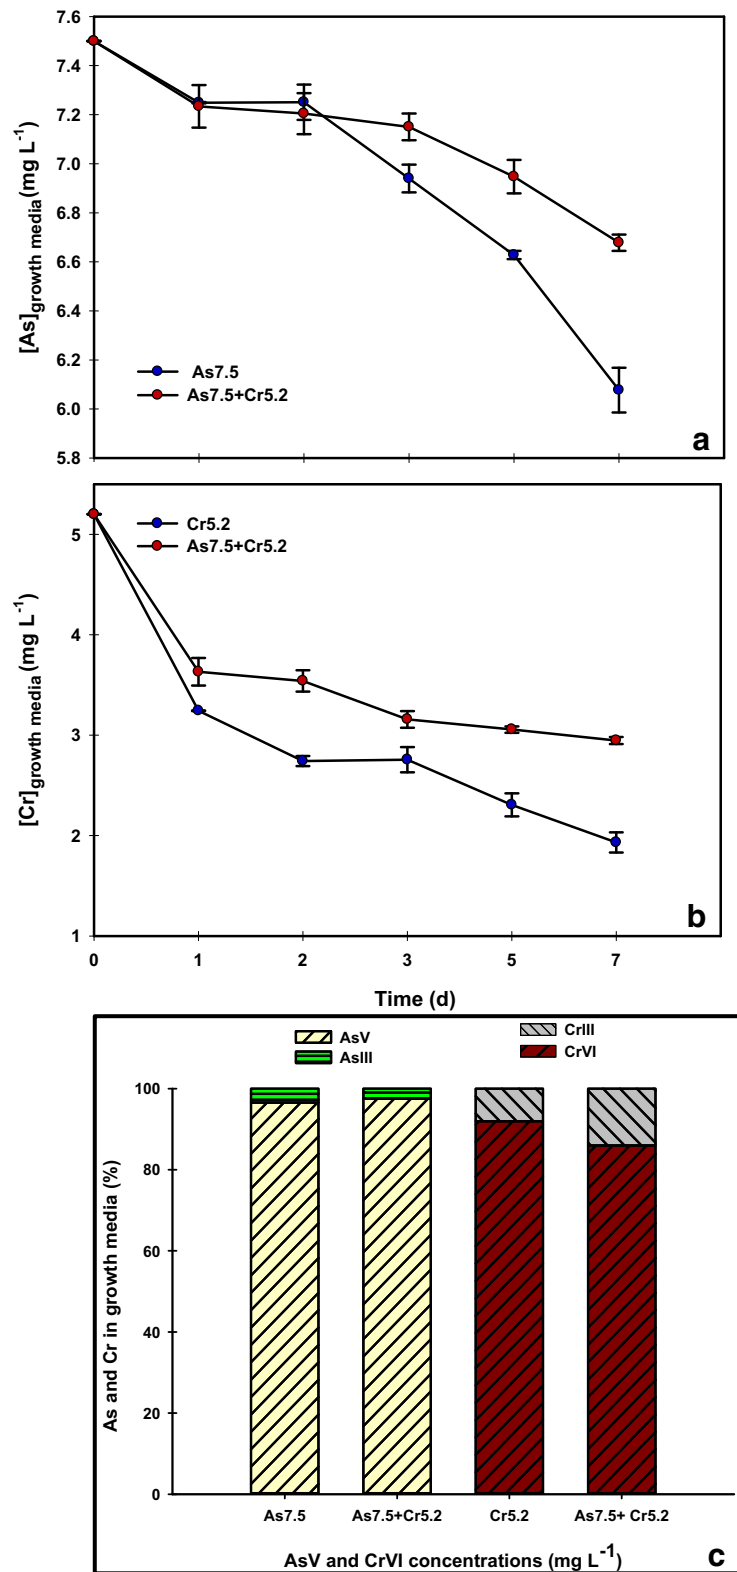 7.6
7.4
7.2
7.0
6.8
6.6
6.4
6.2
6.0
5.8
[As]growth media (mg L-1)
As7.5
As7.5+Cr5.2
a
5
4
3
2
1
[Cr]growth media (mg L-1)
Cr5.2
As7.5+Cr5.2
b
0 1 2 3 5 7
Time (d)
AsV
AsIII
CrIII
CrVI
100
80
60
40
20
0
As and Cr in growth media (%)
As7.5 As7.5+Cr5.2 Cr5.2 As7.5+ Cr5.2
AsV and CrVI concentrations (mg L-1)
c